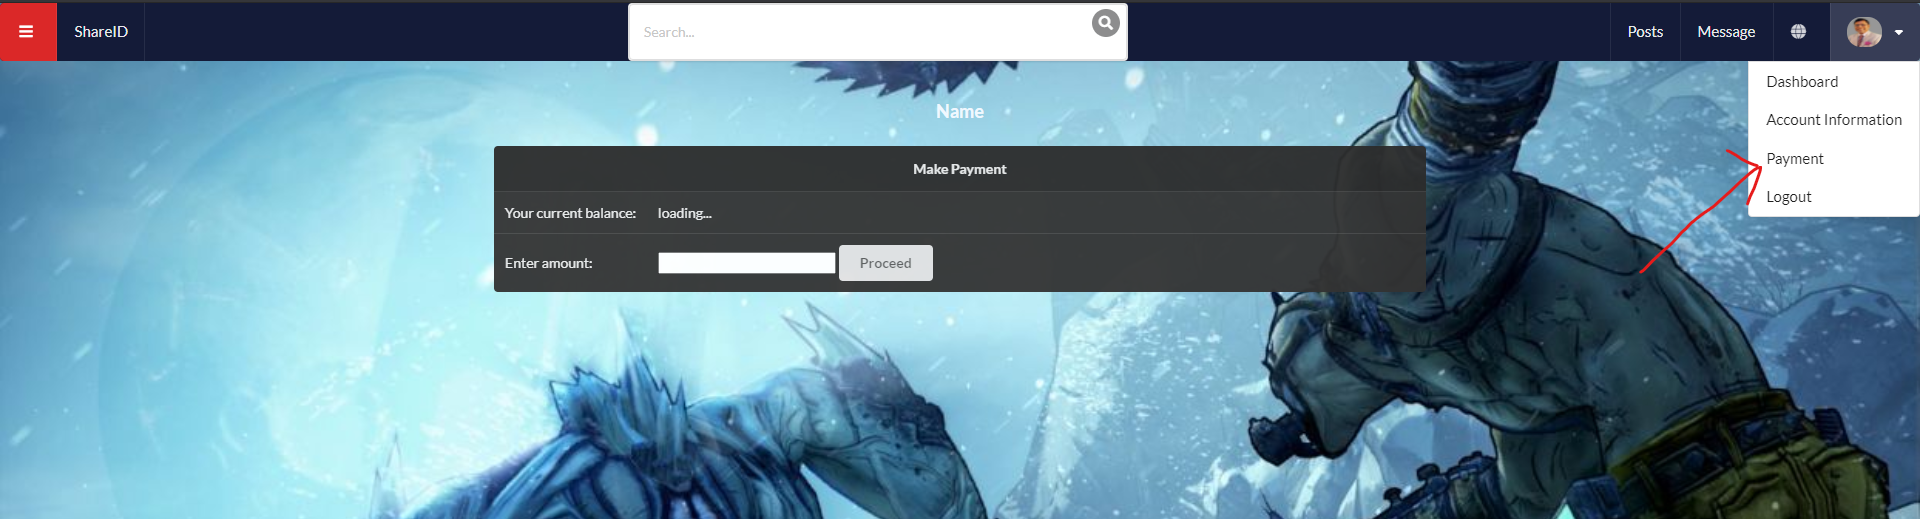 ShareID
Search...
Posts
Message
Dashboard
Account Information
Payment
Logout
Name
Make Payment
Your current balance: loading...
Enter amount: Proceed